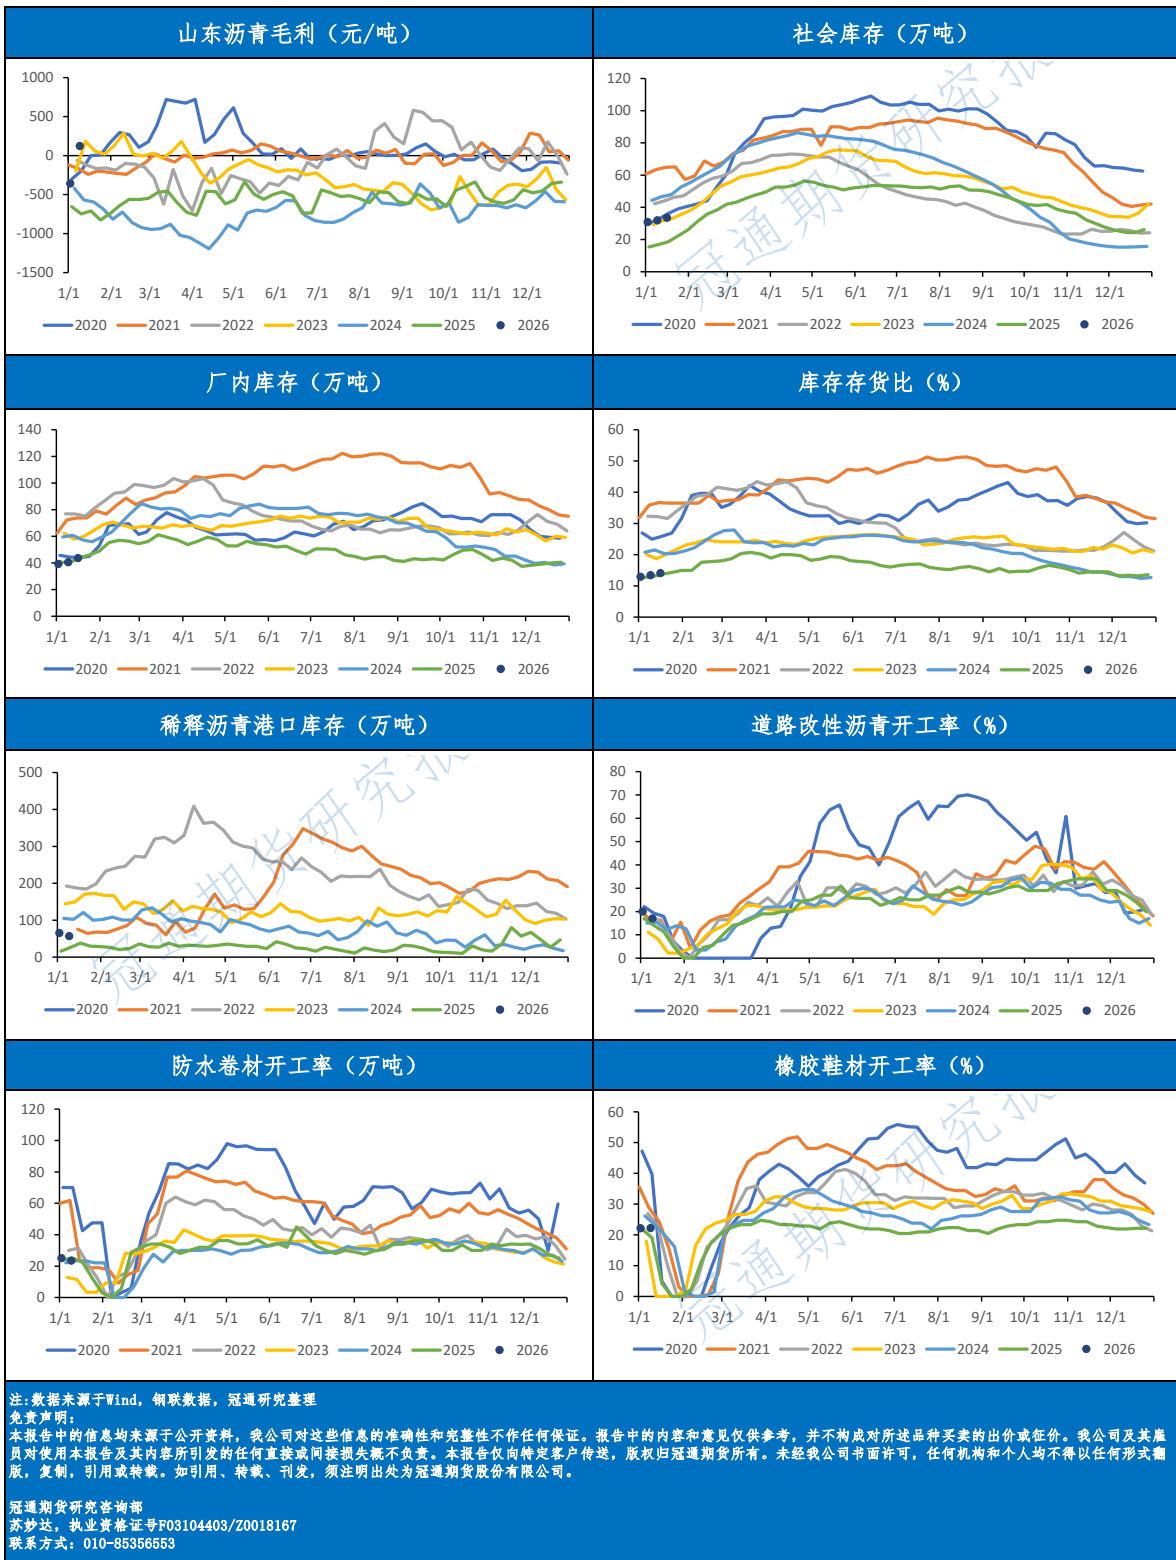 山东沥青毛利（元/吨）
1000
500
0
-500
-1000
-1500
1/1 2/1 3/1 4/1 5/1 6/1 7/1 8/1 9/1 10/1 11/1 12/1
2020 2021 2022 2023 2024 2025 2026
社会库存（万吨）
120
100
80
60
40
20
0
1/1 2/1 3/1 4/1 5/1 6/1 7/1 8/1 9/1 10/1 11/1 12/1
2020 2021 2022 2023 2024 2025 2026
冠通期货研究报
厂内库存（万吨）
140
120
100
80
60
40
20
0
1/1 2/1 3/1 4/1 5/1 6/1 7/1 8/1 9/1 10/1 11/1 12/1
2020 2021 2022 2023 2024 2025 2026
库存存货比（%）
60
50
40
30
20
10
0
1/1 2/1 3/1 4/1 5/1 6/1 7/1 8/1 9/1 10/1 11/1 12/1
2020 2021 2022 2023 2024 2025 2026
稀释沥青港口库存（万吨）
500
400
300
200
100
0
1/1 2/1 3/1 4/1 5/1 6/1 7/1 8/1 9/1 10/1 11/1 12/1
2020 2021 2022 2023 2024 2025 2026
冠通期货研究报
道路改性沥青开工率（%）
80
70
60
50
40
30
20
10
0
1/1 2/1 3/1 4/1 5/1 6/1 7/1 8/1 9/1 10/1 11/1 12/1
2020 2021 2022 2023 2024 2025 2026
防水卷材开工率（万吨）
120
100
80
60
40
20
0
1/1 2/1 3/1 4/1 5/1 6/1 7/1 8/1 9/1 10/1 11/1 12/1
2020 2021 2022 2023 2024 2025 2026
橡胶鞋材开工率（%）
60
50
40
30
20
10
0
1/1 2/1 3/1 4/1 5/1 6/1 7/1 8/1 9/1 10/1 11/1 12/1
2020 2021 2022 2023 2024 2025 2026
冠通期货研究报
注:数据来源于Wind，钢联数据，冠通研究整理
免责声明:
本报告中的信息均来源于公开资料，我公司对这些信息的准确性和完整性不作任何保证。报告中的内容和意见仅供参考，并不构成对所述品种买卖的出价或征价。我公司及其雇
员对使用本报告及其内容所引发的任何直接或间接损失概不负责。本报告仅向特定客户传送，版权归冠通期货所有。未经我公司书面许可，任何机构和个人均不得以任何形式翻
版，复制，引用或转载。如引用、转载、刊发，须注明出处为冠通期货股份有限公司。
冠通期货研究咨询部
苏妙达，执业资格证号F03104403/Z0018167
联系方式：010-85356553